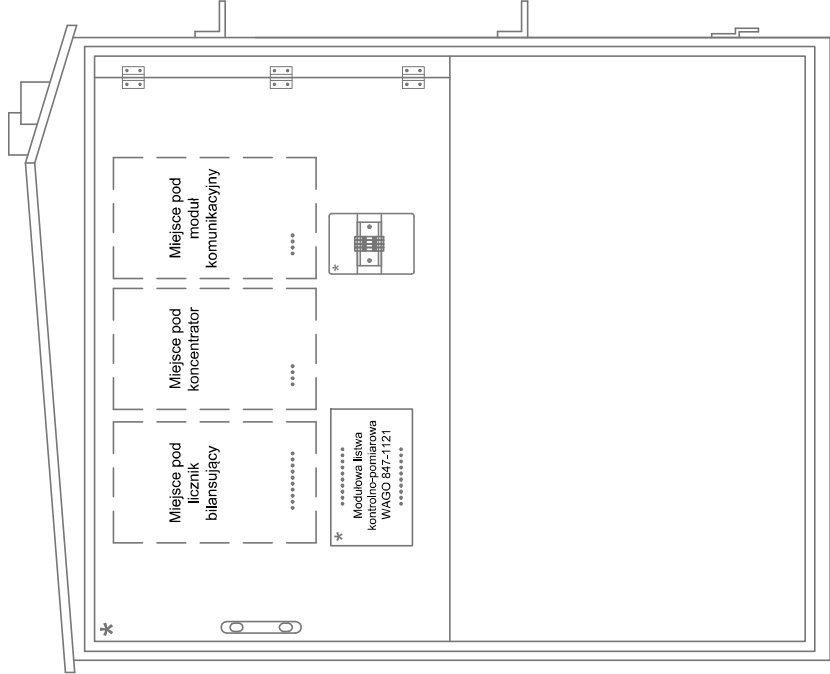 *
Miejsce pod
licznik
bilansujący
Miejsce pod
koncentrator
Miejsce pod
moduł
komunikacyjny
*
Modułowa listwa
kontrolno-pomiarowa
WAGO 847-1121
*